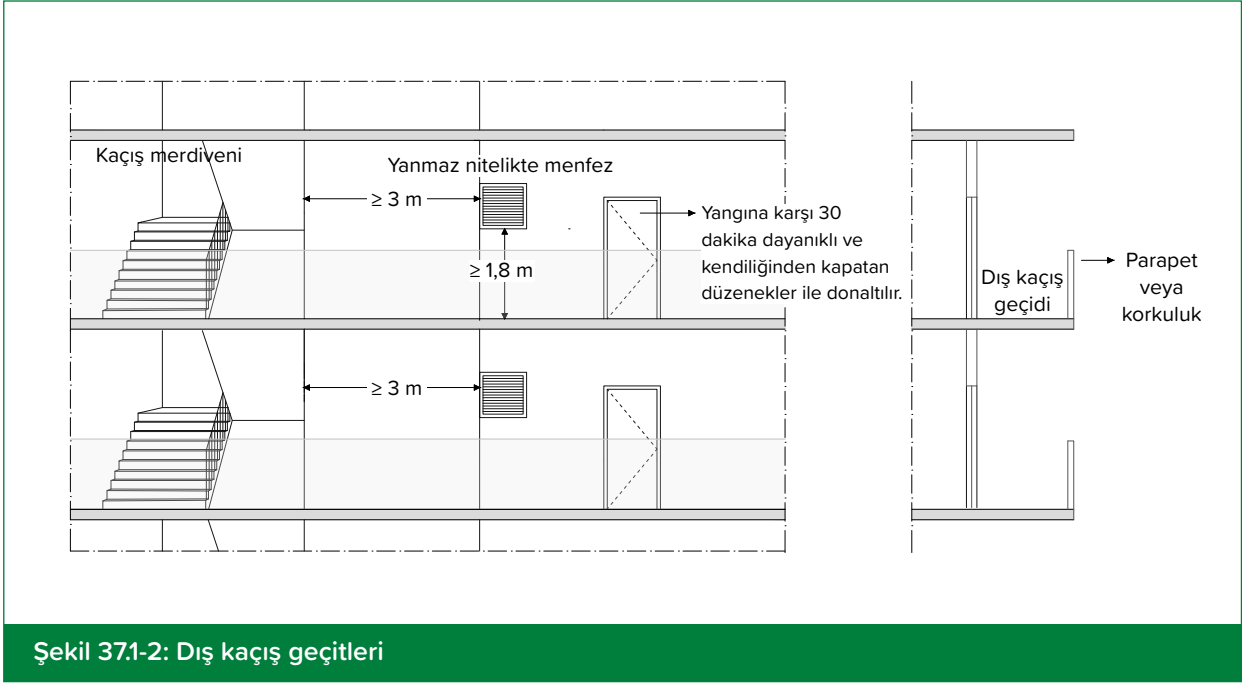 Kaçış merdiveni
Yanmaz nitelikte menfez
≥ 3 m
≥ 1,8 m
Yangına karşı 30
dakika dayanıklı ve
kendiliğinden kapatan
düzenekler ile donaltılır.
Dış kaçış
geçidi
Parapet
veya
korkuluk
≥ 3 m
Şekil 37.1-2: Dış kaçış geçitleri